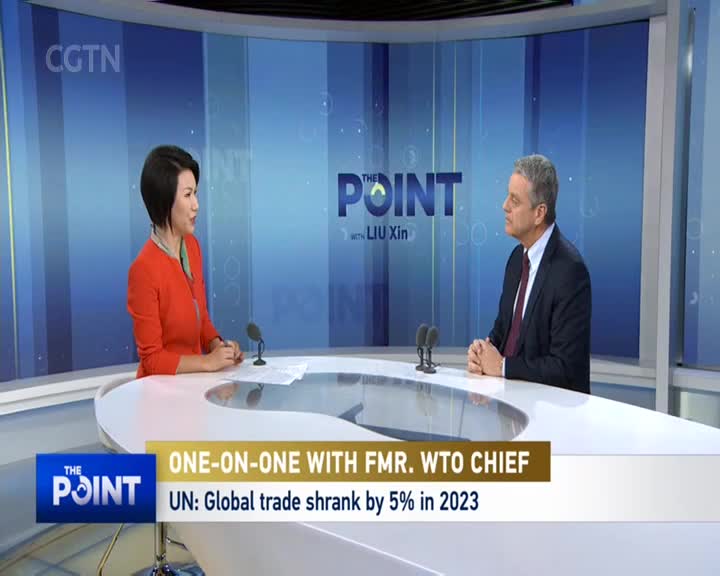 CGTN
THE
POINT
WITH LIU Xin
THE
POINT
ONE-ON-ONE WITH FMR. WTO CHIEF
UN: Global trade shrank by 5% in 2023